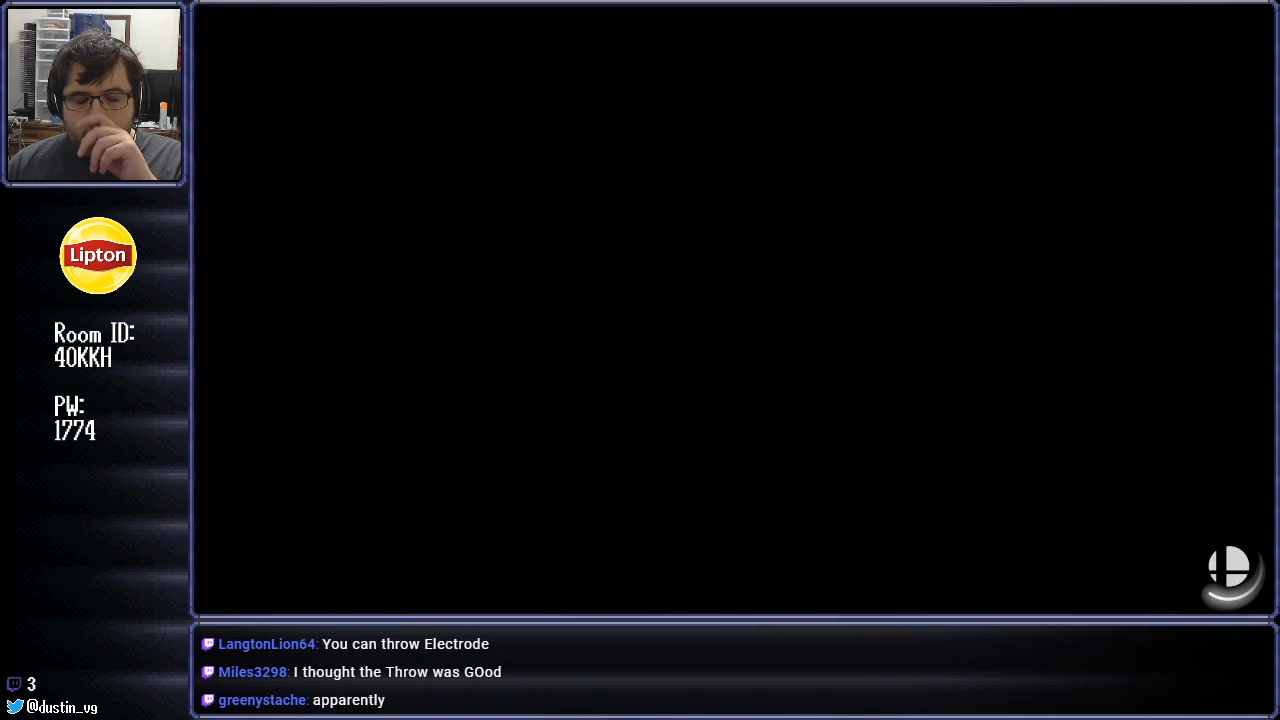 Lipton
Room ID:
40KKH
PW:
1774
3
@dustin_vg
LangtonLion64: You can throw Electrode
Miles3298: I thought the Throw was GOod
greenystache: apparently